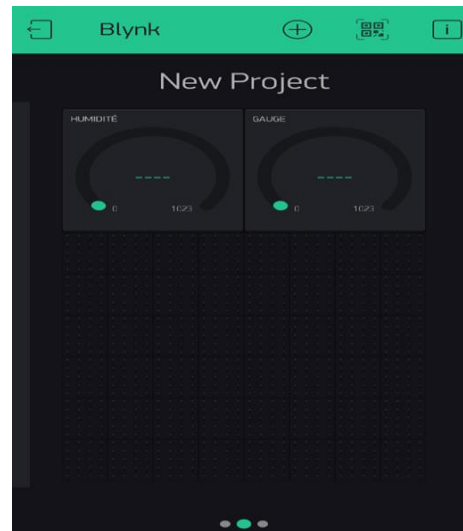 Blynk
i
New Project
HUMIDITÉ
GAUGE
----
----
0 1023
0 1023